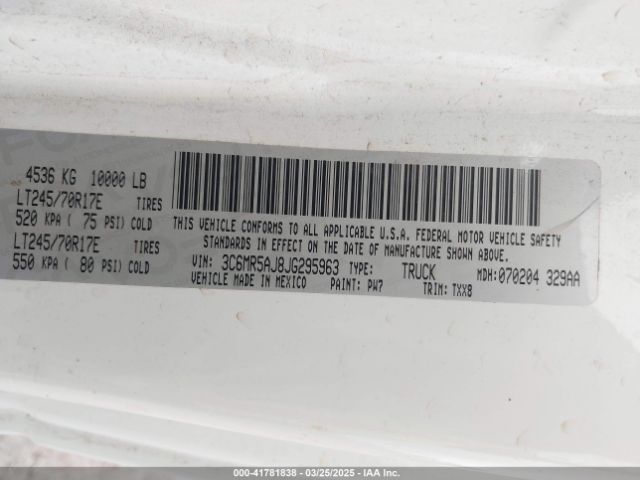 4536 KG 10000 LB
LT245/70R17E TIRES
520 KPA ( 75 PSI) COLD
LT245/70R17E TIRES
550 KPA ( 80 PSI) COLD
THIS VEHICLE CONFORMS TO ALL APPLICABLE U.S.A. FEDERAL MOTOR VEHICLE SAFETY
STANDARDS IN EFFECT ON THE DATE OF MANUFACTURE SHOWN ABOVE.
VIN: 3C6MR5AJ8JG295963 TYPE: TRUCK MDH:070204 329AA
VEHICLE MADE IN MEXICO PAINT: PW7 TRIM: TXX8
000-41781838 - 03/25/2025 - IAA Inc.